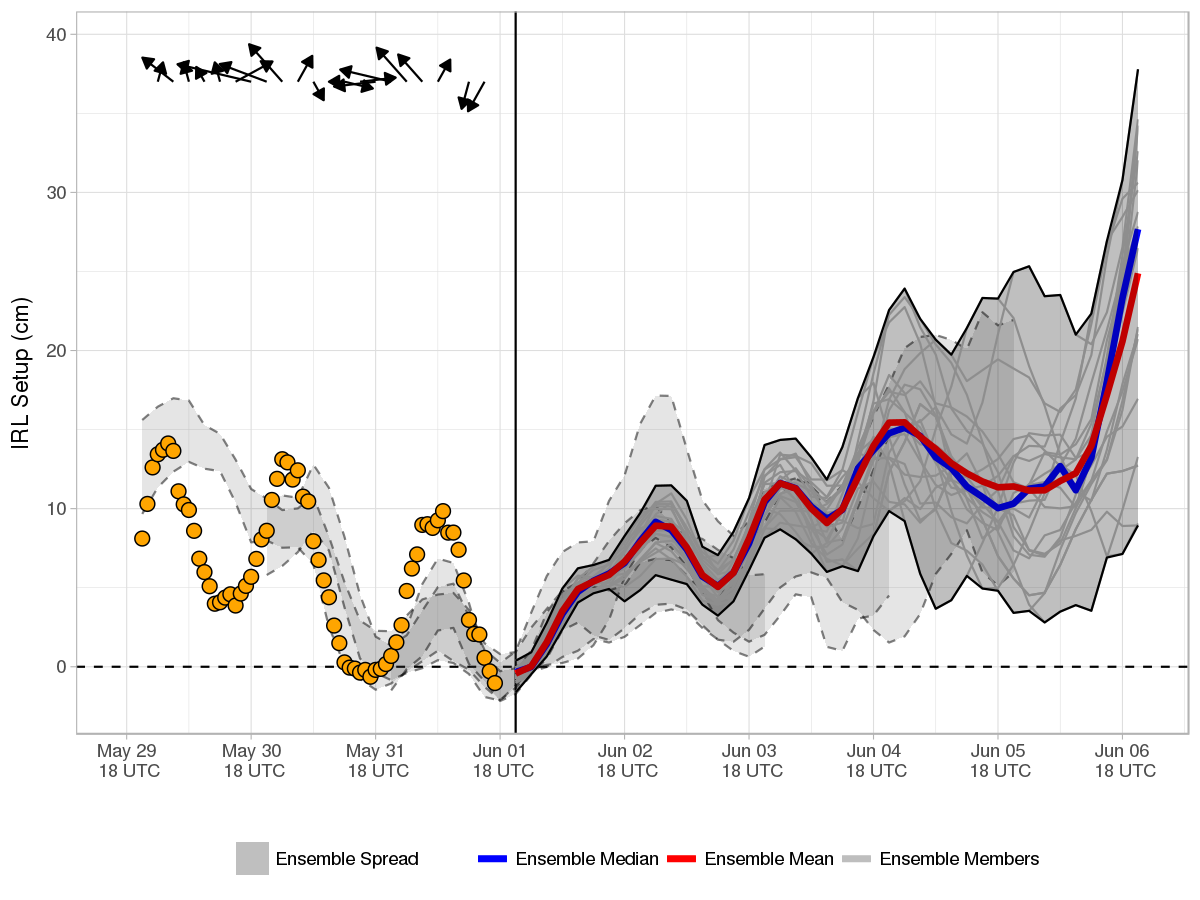 40
30
20
10
0
IRL Setup (cm)
May 29
18 UTC
May 30
18 UTC
May 31
18 UTC
Jun 01
18 UTC
Jun 02
18 UTC
Jun 03
18 UTC
Jun 04
18 UTC
Jun 05
18 UTC
Jun 06
18 UTC
Ensemble Spread
Ensemble Median
Ensemble Mean
Ensemble Members